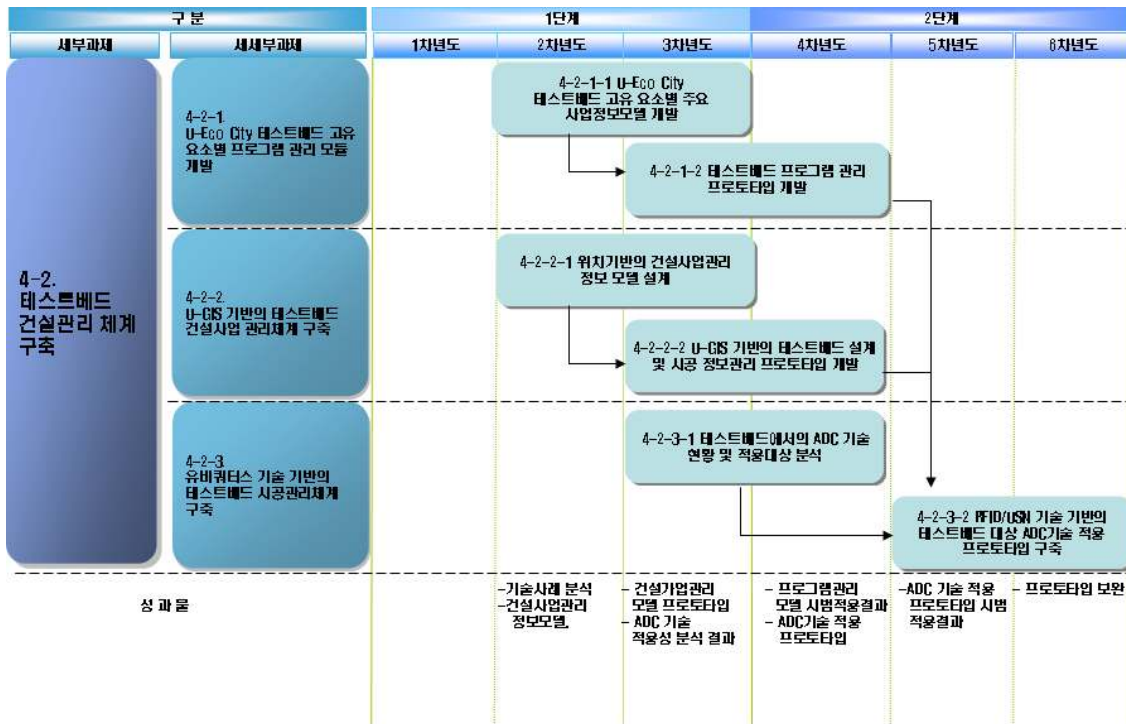 구 분
1단계
2단계
세부과제
세세부과제
1차년도
2차년도
3차년도
4차년도
5차년도
6차년도
4-2.
테스트베드
건설관리 체계
구축
4-2-1.
U-Eco City 테스트베드 고유
요소별 프로그램 관리 모듈
개발
4-2-1-1 U-Eco City
테스트베드 고유 요소별 주요
사업정보모델 개발
4-2-1-2 테스트베드 프로그램 관리
프로토타입 개발
4-2-2.
U-GIS 기반의 테스트베드
건설사업 관리체계 구축
4-2-2-1 위치기반의 건설사업관리
정보 모델 설계
4-2-2-2 U-GIS 기반의 테스트베드 설계
및 시공 정보관리 프로토타입 개발
4-2-3.
유비쿼터스 기술 기반의
테스트베드 시공관리체계
구축
4-2-3-1 테스트베드에서의 ADC 기술
현황 및 적용대상 분석
4-2-3-2 RFID/USN 기술 기반의
테스트베드 대상 ADC기술 적용
프로토타입 구축
성 과 물
-기술사례 분석
-건설사업관리
정보모델.
- 건설가업관리
모델 프로토타입
- ADC 기술
적용성 분석 결과
- 프로그램관리
모델 시범적용결과
- ADC기술 적용
프로토타입
-ADC 기술 적용
프로토타입 시범
적용결과
- 프로토타입 보완